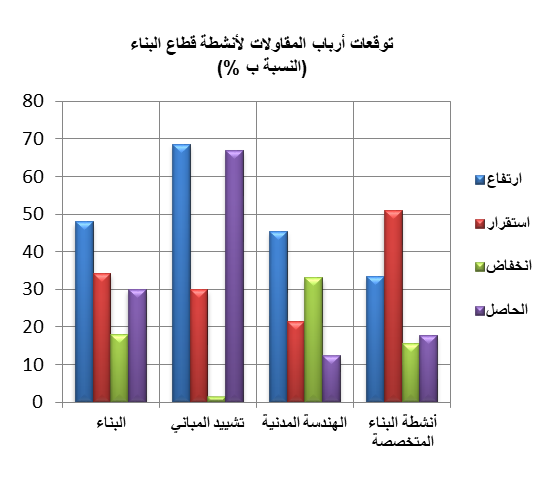 توقعات أرباب المقاولات لأنشطة قطاع البناء
(النسبة ب %)
80
70
60
50
40
30
20
10
0
البناء
تشييد المباني
الهندسة المدنية
أنشطة البناء
المتخصصة
ارتفاع
استقرار
انخفاض
الحاصل